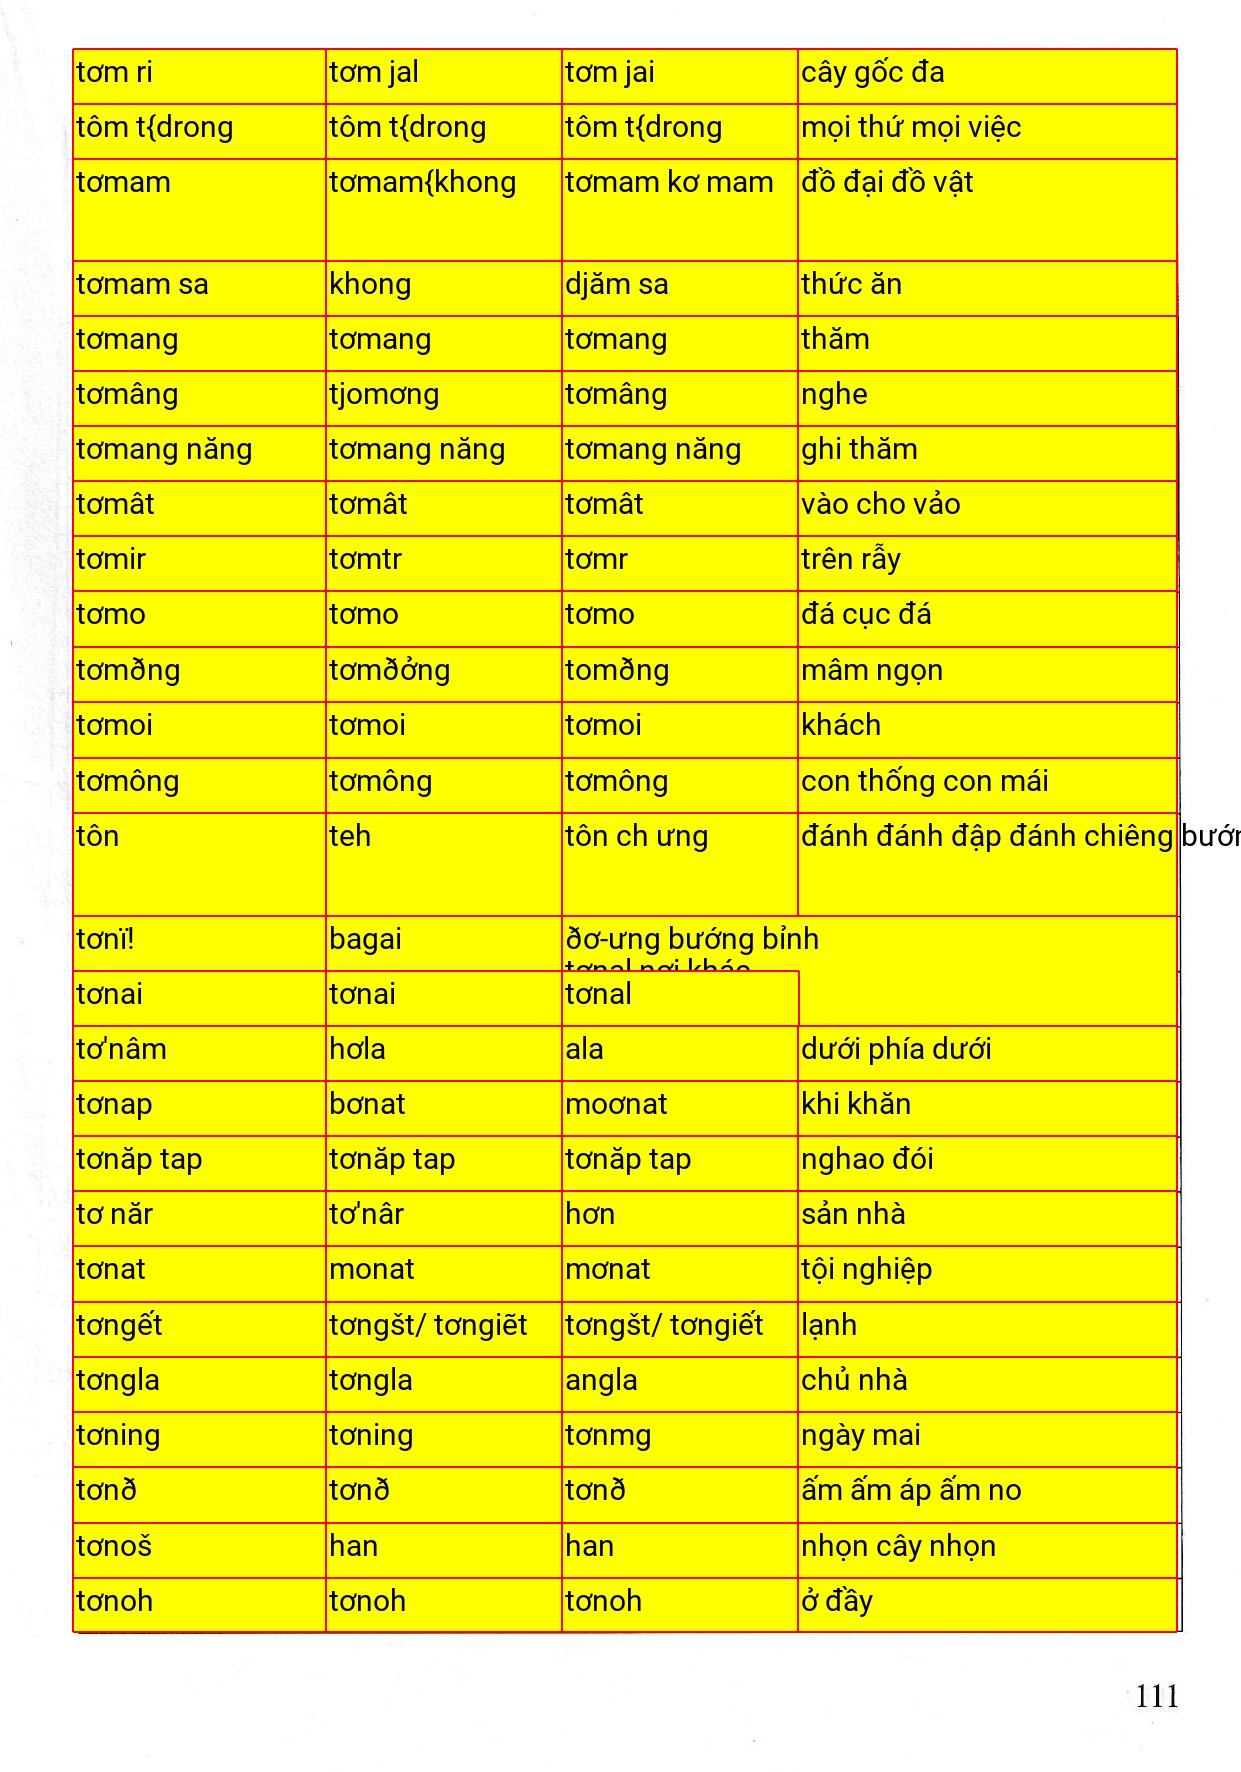 tơm ri tơm jal tơm jai cây gốc đa
tôm t{drong tôm t{drong tôm t{drong mọi thứ mọi việc
tơmam tơmam{khong tơmam kơ mam đồ đại đồ vật
tơmam sa khong djăm sa thức ăn
tơmang tơmang tơmang thăm
tơmâng tjomơng tơmâng nghe
tơmang năng tơmang năng tơmang năng ghi thăm
tơmât tơmât tơmât vào cho vảo
tơmir tơmtr tơmr trên rẫy
tơmo tơmo tơmo đá cục đá
tơmðng tơmðởng tomðng mâm ngọn
tơmoi tơmoi tơmoi khách
tơmông tơmông tơmông con thống con mái
tôn teh tôn ch ưng đánh đánh đập đánh chiêng bướn
tơnï! bagai ðơ-ưng bướng bỉnh
tơnal nơi khác
tơnai tơnai tơnal
tơ'nâm hơla ala dưới phía dưới
tơnap bơnat moơnat khi khăn
tơnăp tap tơnăp tap tơnăp tap nghao đói
tơ năr tơ'nâr hơn sản nhà
tơnat monat mơnat tội nghiệp
tơngết tơngšt/ tơngiẽt tơngšt/ tơngiết lạnh
tơngla tơngla angla chủ nhà
tơning tơning tơnmg ngày mai
tơnð tơnð tơnð ấm ấm áp ấm no
tơnoš han han nhọn cây nhọn
tơnoh tơnoh tơnoh ở đầy
111